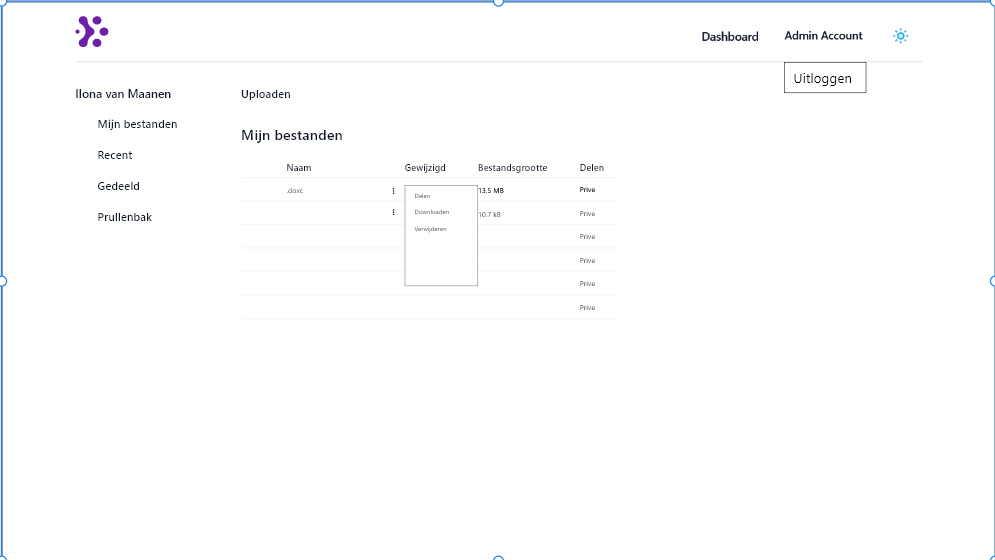 Dashboard Admin Account
Uitloggen
Ilona van Maanen
Mijn bestanden
Recent
Gedeeld
Prullenbak
Uploaden
Mijn bestanden
Naam Gewijzigd Bestandsgrootte Delen
.doxc 13.5 MB Prive
Delen
Downloaden
Verwijderen
10.7 kB Prive
Prive
Prive
Prive
Prive